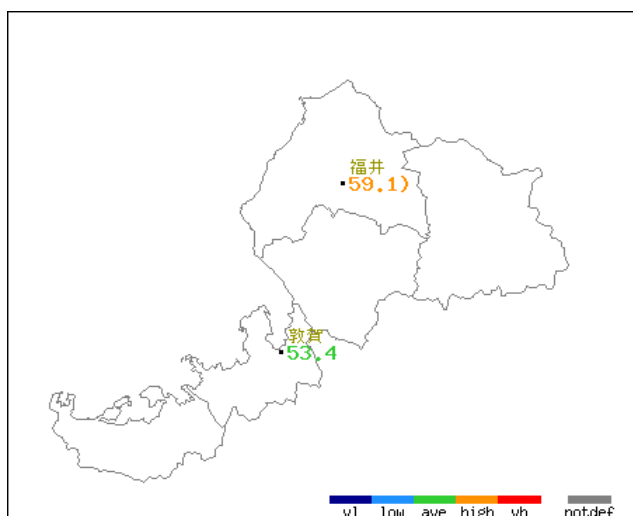 福井
59.1)
敦賀
53.4
vl low ave high vh notdef